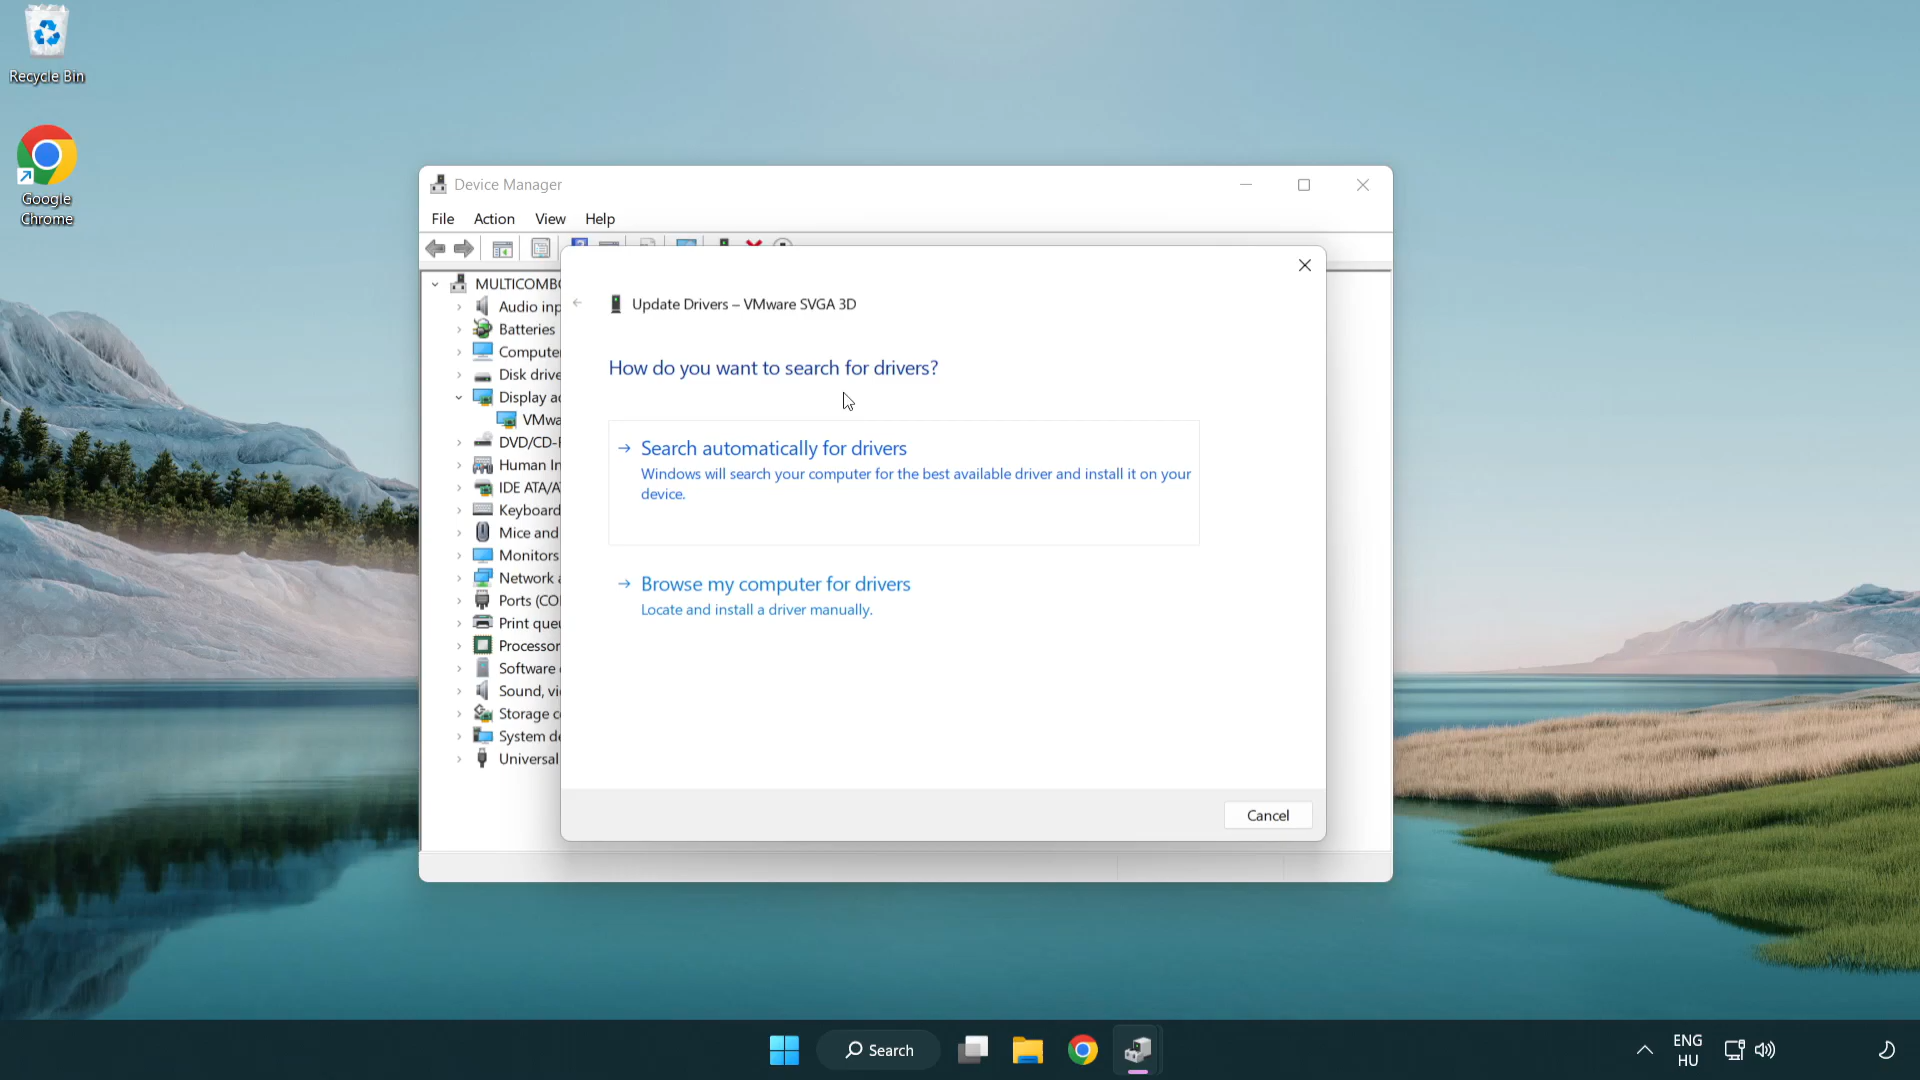 Recycle Bin
Google
Chrome
Device Manager
File Action View Help
MULTICOMBO
Audio inp
Batteries
Compute
Disk drive
Display a
VMwa
DVD/CD-
Human In
IDE ATA/A
Keyboard
Mice and
Monitors
Network a
Ports (CO
Print que
Processor
Software
Sound, vi
Storage c
System de
Universal
Update Drivers – VMware SVGA 3D
How do you want to search for drivers?
Search automatically for drivers
Windows will search your computer for the best available driver and install it on your
device.
Browse my computer for drivers
Locate and install a driver manually.
Cancel
Search
ENG
HU